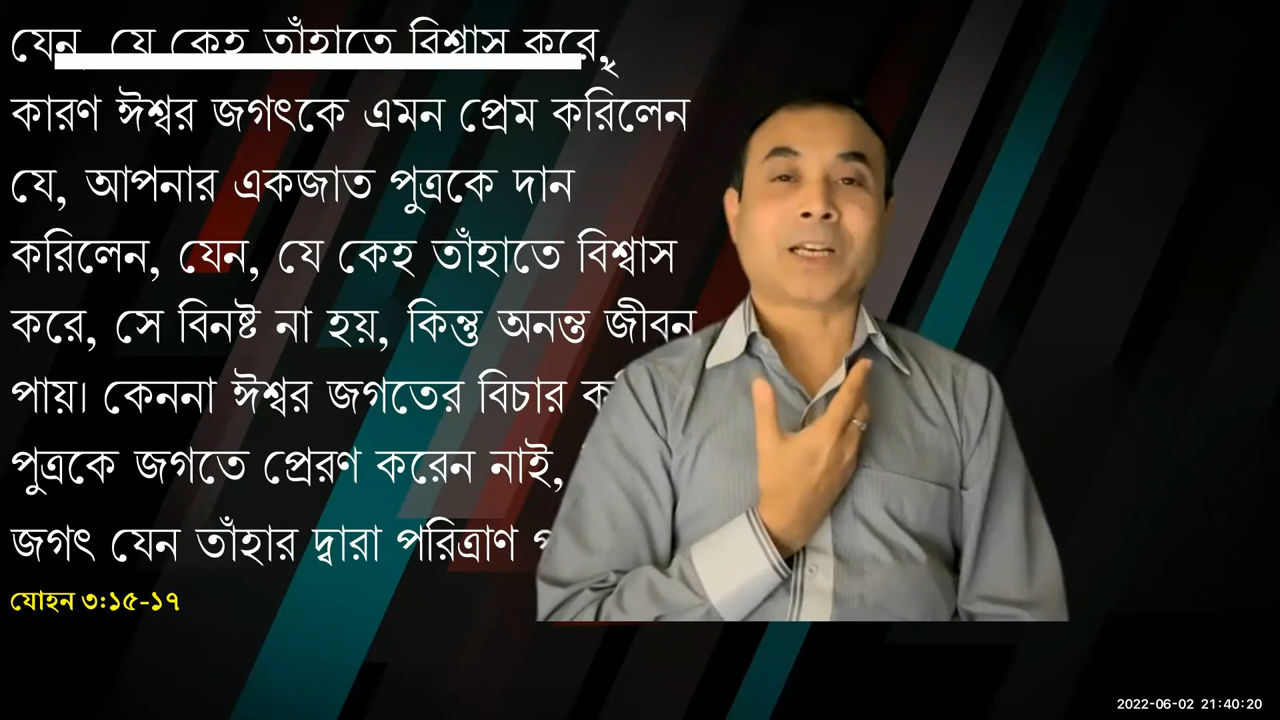 যেন, যে কেহ তাঁহাতে বিশ্বাস করে,
কারণ ঈশ্বর জগৎকে এমন প্রেম করিলেন
যে, আপনার একজাত পুত্রকে দান
করিলেন, যেন, যে কেহ তাঁহাতে বিশ্বাস
করে, সে বিনষ্ট না হয়, কিন্তু অনন্ত জীবন
পায়। কেননা ঈশ্বর জগতের বিচার
পুত্রকে জগতে প্রেরণ করেন নাই,
জগৎ যেন তাঁহার দ্বারা পরিত্রাণ
যোহন ৩:১৫-১৭
2022-06-02 21:40:20